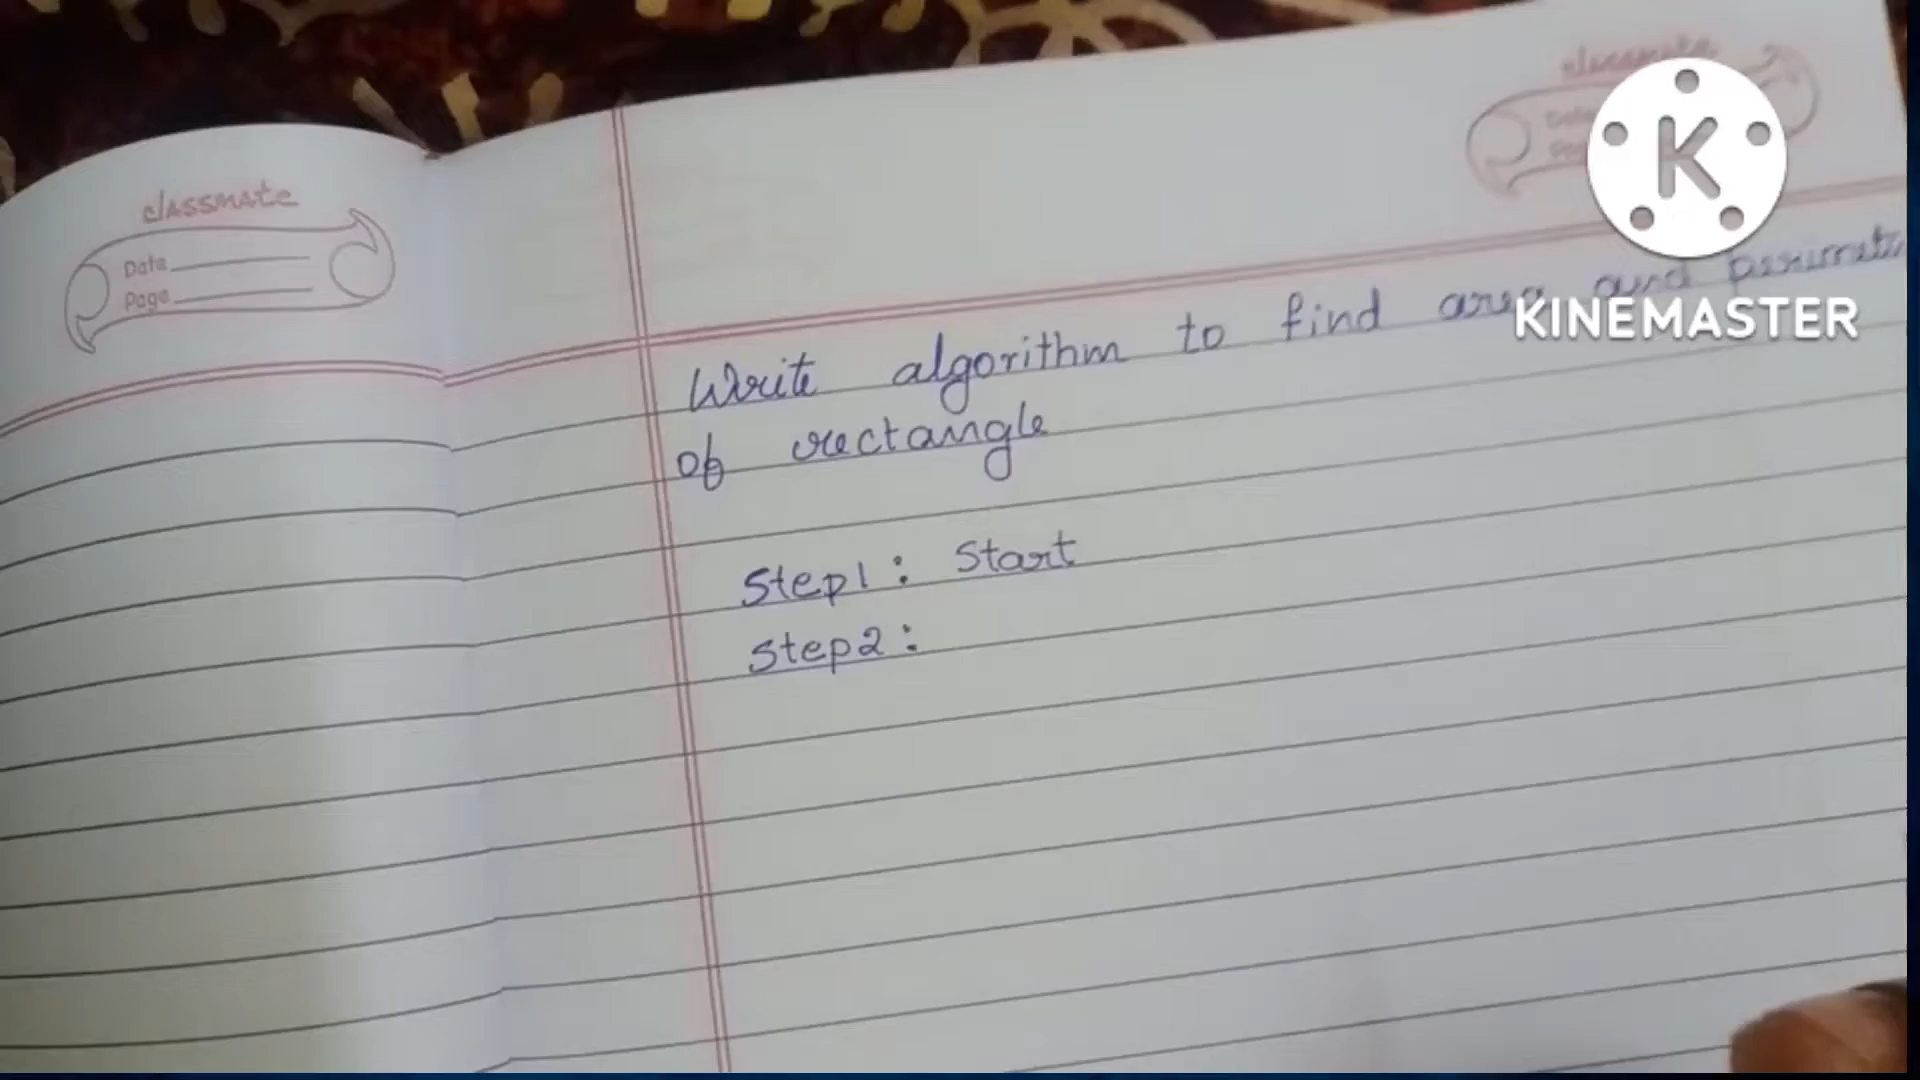 classmate
Date
Page
Write algorithm to find area and perimeter
of rectangle
Step1: Start
Step2:
KINEMASTER